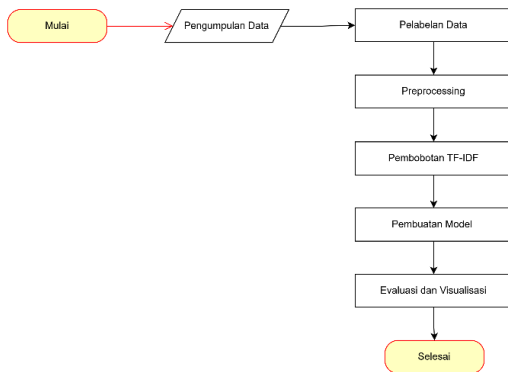 Mulai
Pengumpulan Data
Pelabelan Data
Preprocessing
Pembobotan TF-IDF
Pembuatan Model
Evaluasi dan Visualisasi
Selesai